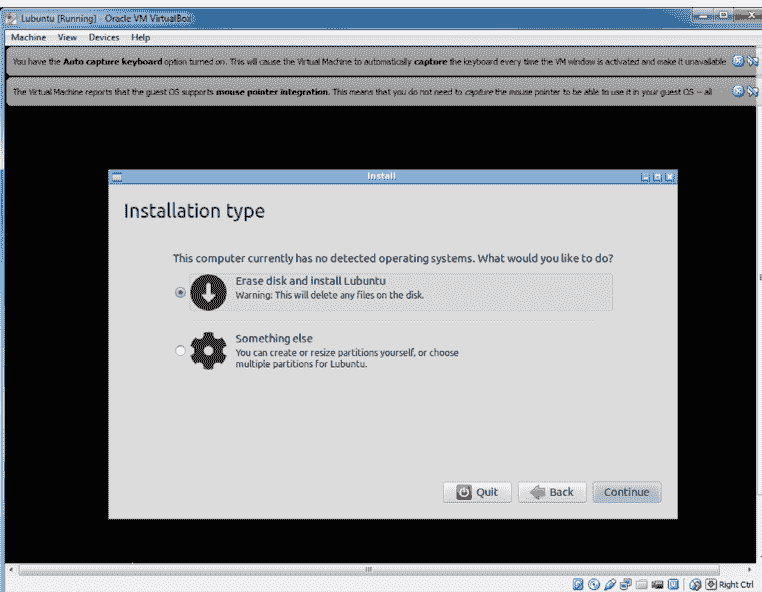 Lubuntu [Running] - Oracle VM VirtualBox
Machine View Devices Help
You have the Auto capture keyboard option turned on. This will cause the Virtual Machine to automatically capture the keyboard every time the VM window is activated and make it unavailable
The Virtual Machine reports that the guest OS supports mouse pointer integration. This means that you do not need to capture the mouse pointer to be able to use it in your guest OS -- all
Install
Installation type
This computer currently has no detected operating systems. What would you like to do?
Erase disk and install Lubuntu
Warning: This will delete any files on the disk.
Something else
You can create or resize partitions yourself, or choose
multiple partitions for Lubuntu.
Quit Back Continue
Right Ctrl